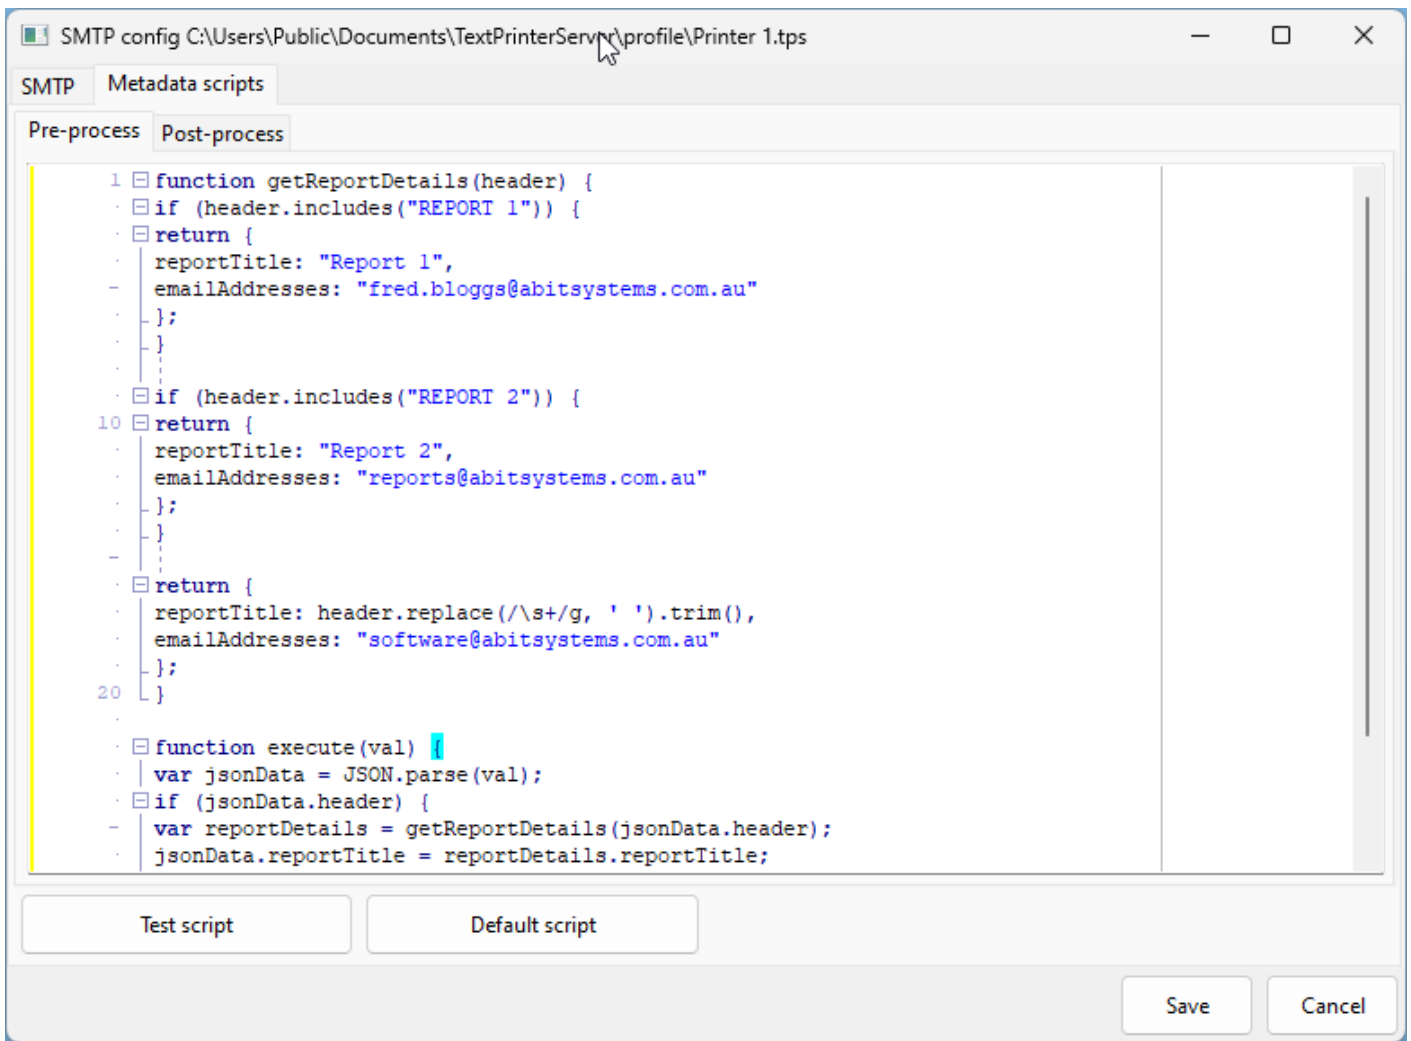 SMTP config C:\Users\Public\Documents\TextPrinterServer\profile\Printer 1.tps
SMTP Metadata scripts
Pre-process Post-process
1 function getReportDetails(header) {
if (header.includes("REPORT 1")) {
return {
reportTitle: "Report 1",
emailAddresses: "fred.bloggs@abitsystems.com.au"
};
}
if (header.includes("REPORT 2")) {
10 return {
reportTitle: "Report 2",
emailAddresses: "reports@abitsystems.com.au"
};
}
return {
reportTitle: header.replace(/\s+/g, ' ').trim(),
emailAddresses: "software@abitsystems.com.au"
};
20 }
function execute(val) {
var jsonData = JSON.parse(val);
if (jsonData.header) {
var reportDetails = getReportDetails(jsonData.header);
jsonData.reportTitle = reportDetails.reportTitle;
Test script Default script
Save Cancel